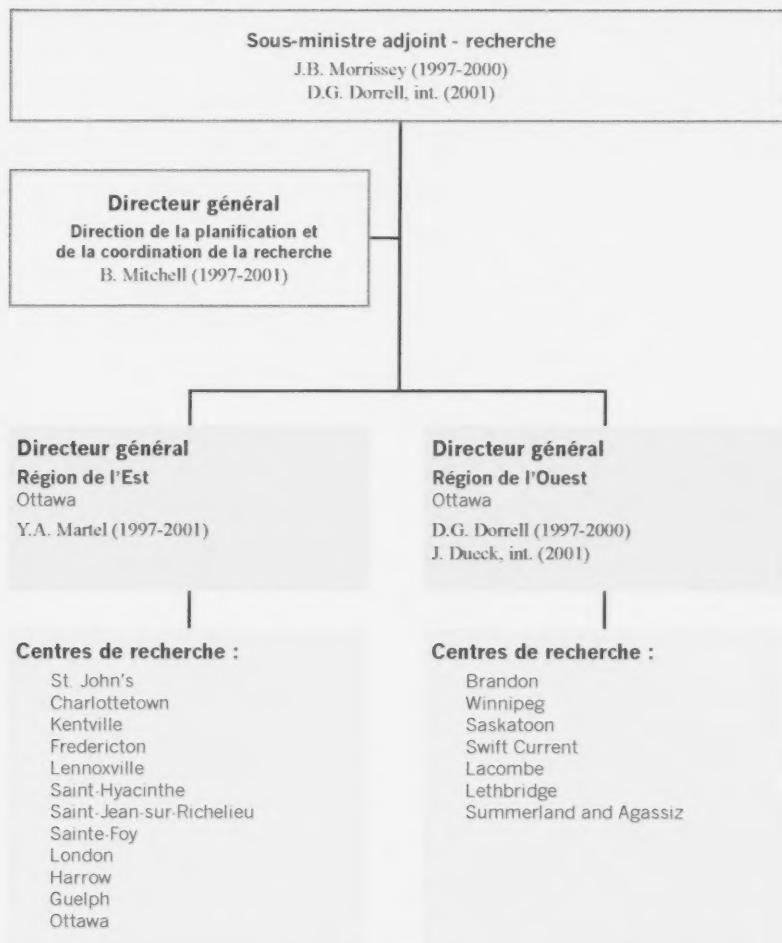 Sous-ministre adjoint - recherche
J.B. Morrissey (1997-2000)
D.G. Dorrell, int. (2001)
Directeur général
Direction de la planification et
de la coordination de la recherche
B. Mitchell (1997-2001)
Directeur général
Région de l'Est
Ottawa
Y.A. Martel (1997-2001)
Centres de recherche :
St. John's
Charlottetown
Kentville
Fredericton
Lennoxville
Saint-Hyacinthe
Saint-Jean-sur-Richelieu
Sainte-Foy
London
Harrow
Guelph
Ottawa
Directeur général
Région de l'Ouest
Ottawa
D.G. Dorrell (1997-2000)
J. Dueck, int. (2001)
Centres de recherche :
Brandon
Winnipeg
Saskatoon
Swift Current
Lacombe
Lethbridge
Summerland and Agassiz